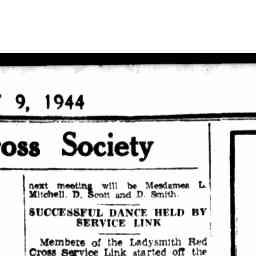 9, 1944
ross Society
next meeting will be Mesdames L.
Mitchell, D. Scott and D. Smith.
SUCCESSFUL DANCE HELD BY
SERVICE LINK
Members of the Ladysmith Red
Cross Service Link started off the